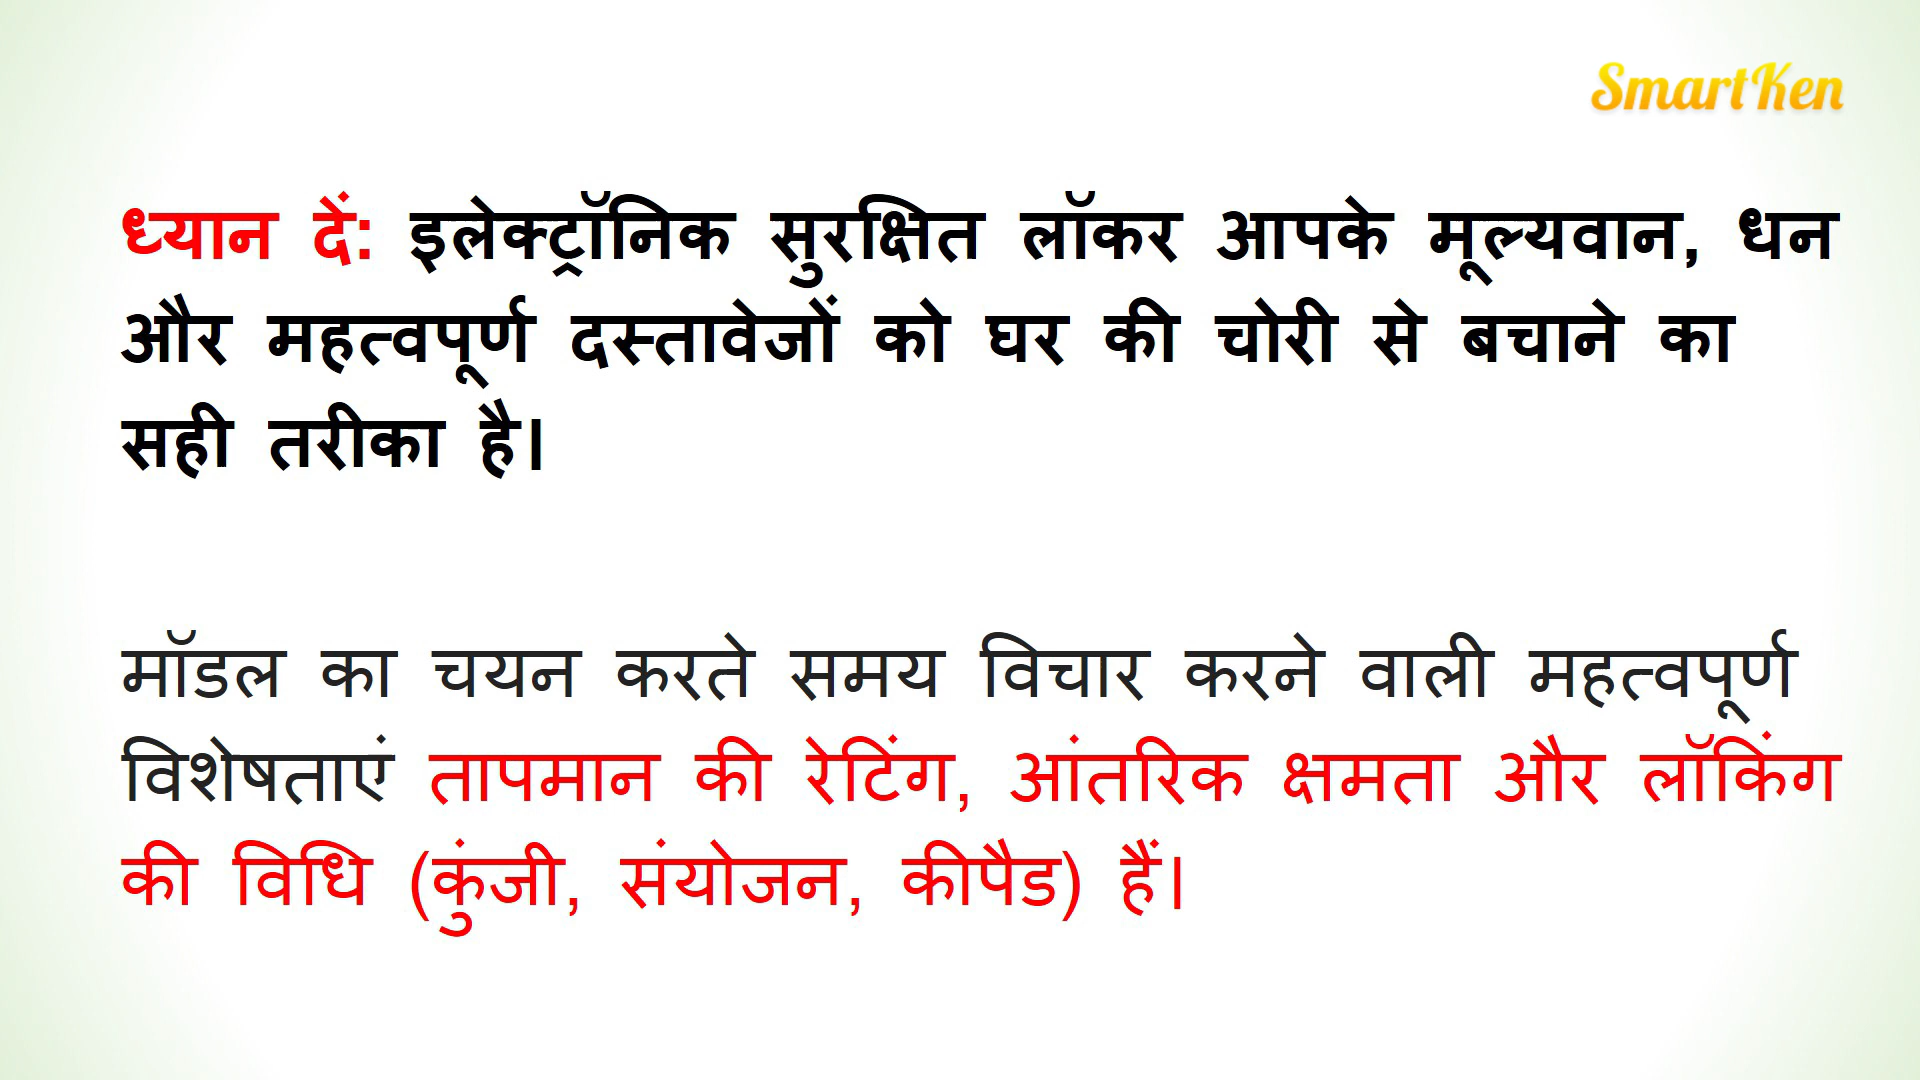 SmartKen
ध्यान दें: इलेक्ट्रॉनिक सुरक्षित लॉकर आपके मूल्यवान, धन
और महत्वपूर्ण दस्तावेजों को घर की चोरी से बचाने का
सही तरीका है।
मॉडल का चयन करते समय विचार करने वाली महत्वपूर्ण
विशेषताएं तापमान की रेटिंग, आंतरिक क्षमता और लॉकिंग
की विधि (कुंजी, संयोजन, कीपैड) हैं।